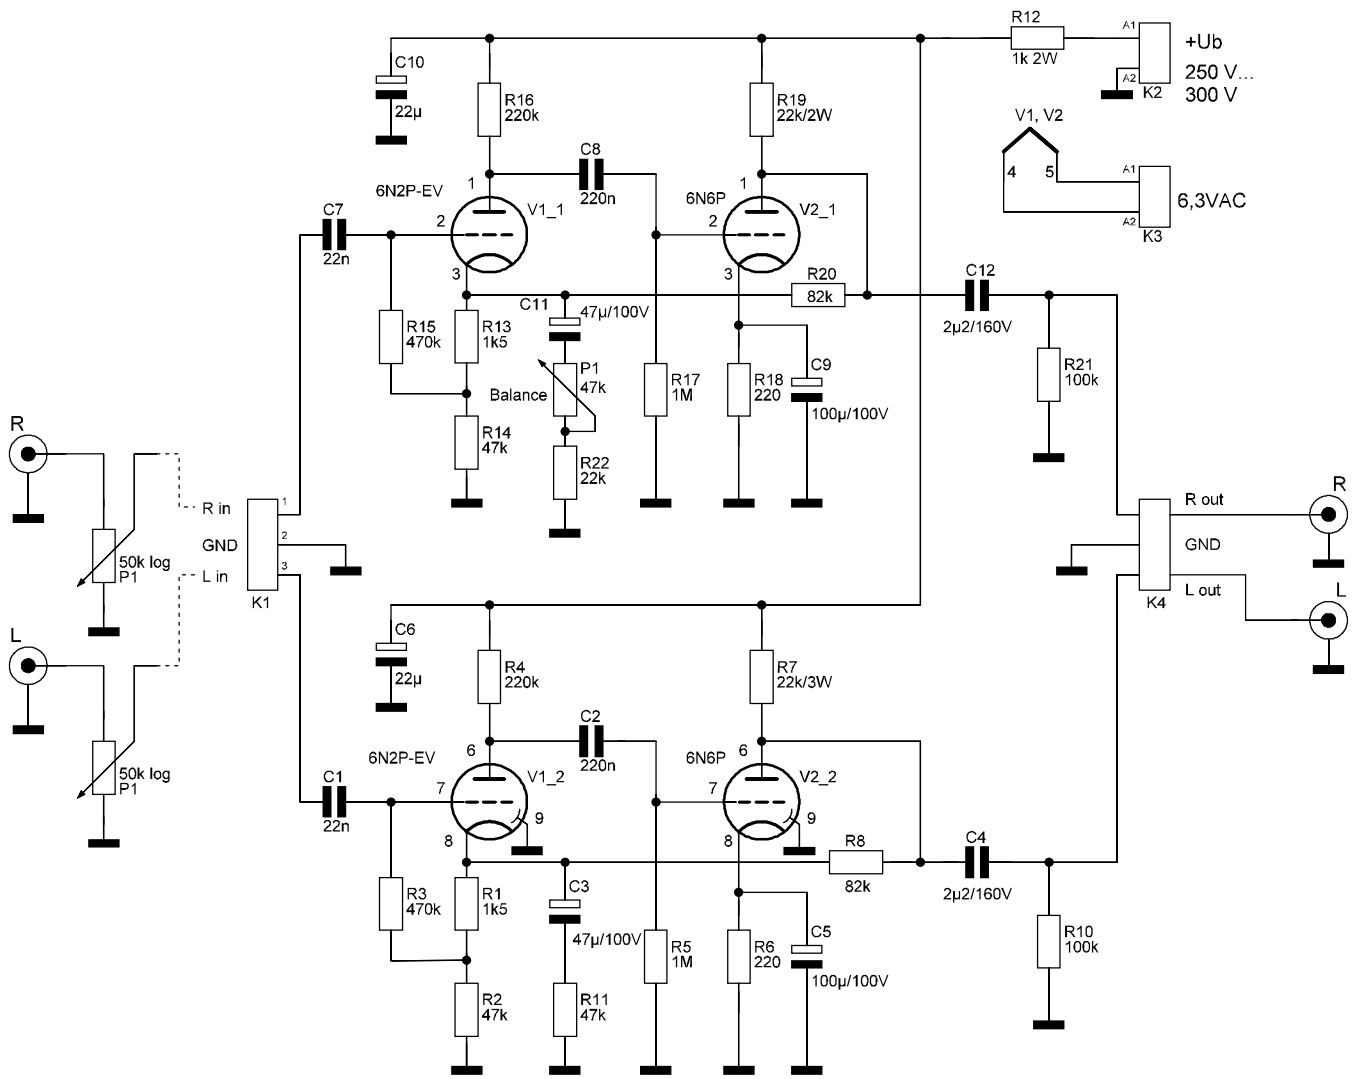 R12
1k 2W
A1
A2
K2
+Ub
250 V...
300 V
C10
22µ
R16
220k
R19
22k/2W
V1, V2
4
5
A1
A2
K3
6,3VAC
C8
220n
6N2P-EV
1
V1_1
2
3
6N6P
1
V2_1
2
3
C7
22n
R20
82k
C12
2µ2/160V
C11
47µ/100V
R15
470k
R13
1k5
P1
47k
Balance
R17
1M
R18
220
C9
100µ/100V
R21
100k
R14
47k
R22
22k
R
50k log
P1
R in
GND
L in
1
2
3
K1
R out
GND
L out
K4
R
L
L
50k log
P1
C6
22µ
R4
220k
R7
22k/3W
C2
220n
6N2P-EV
6
V1_2
7
8
9
6N6P
6
V2_2
7
8
9
C1
22n
R8
82k
C4
2µ2/160V
R3
470k
R1
1k5
C3
47µ/100V
R5
1M
R6
220
C5
100µ/100V
R10
100k
R2
47k
R11
47k